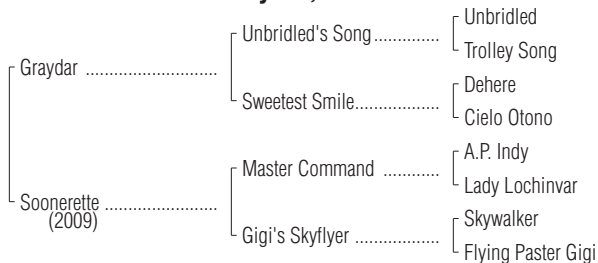 Unbridled
Unbridled's Song..............
Trolley Song
Graydar ............................
Dehere
Sweetest Smile..................
Cielo Otono
A.P. Indy
Master Command ............
Lady Lochinvar
Soonerette ........................
(2009)
Skywalker
Gigi's Skyflyer ..................
Flying Paster Gigi